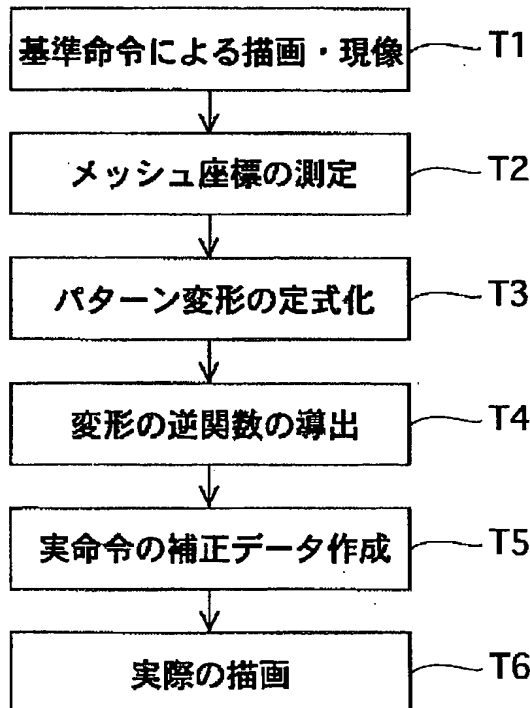 基準命令による描画・現像 T1
メッシュ座標の測定 T2
パターン変形の定式化 T3
変形の逆関数の導出 T4
実命令の補正データ作成 T5
実際の描画 T6